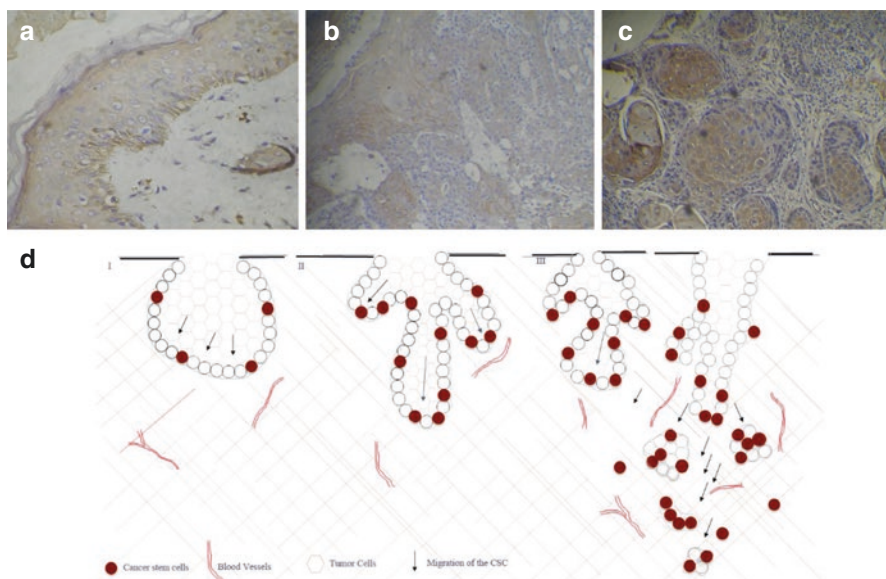 a
b
c
d
I
II
III
Cancer stem cells
Blood Vessels
Tumor Cells
Migration of the CSC